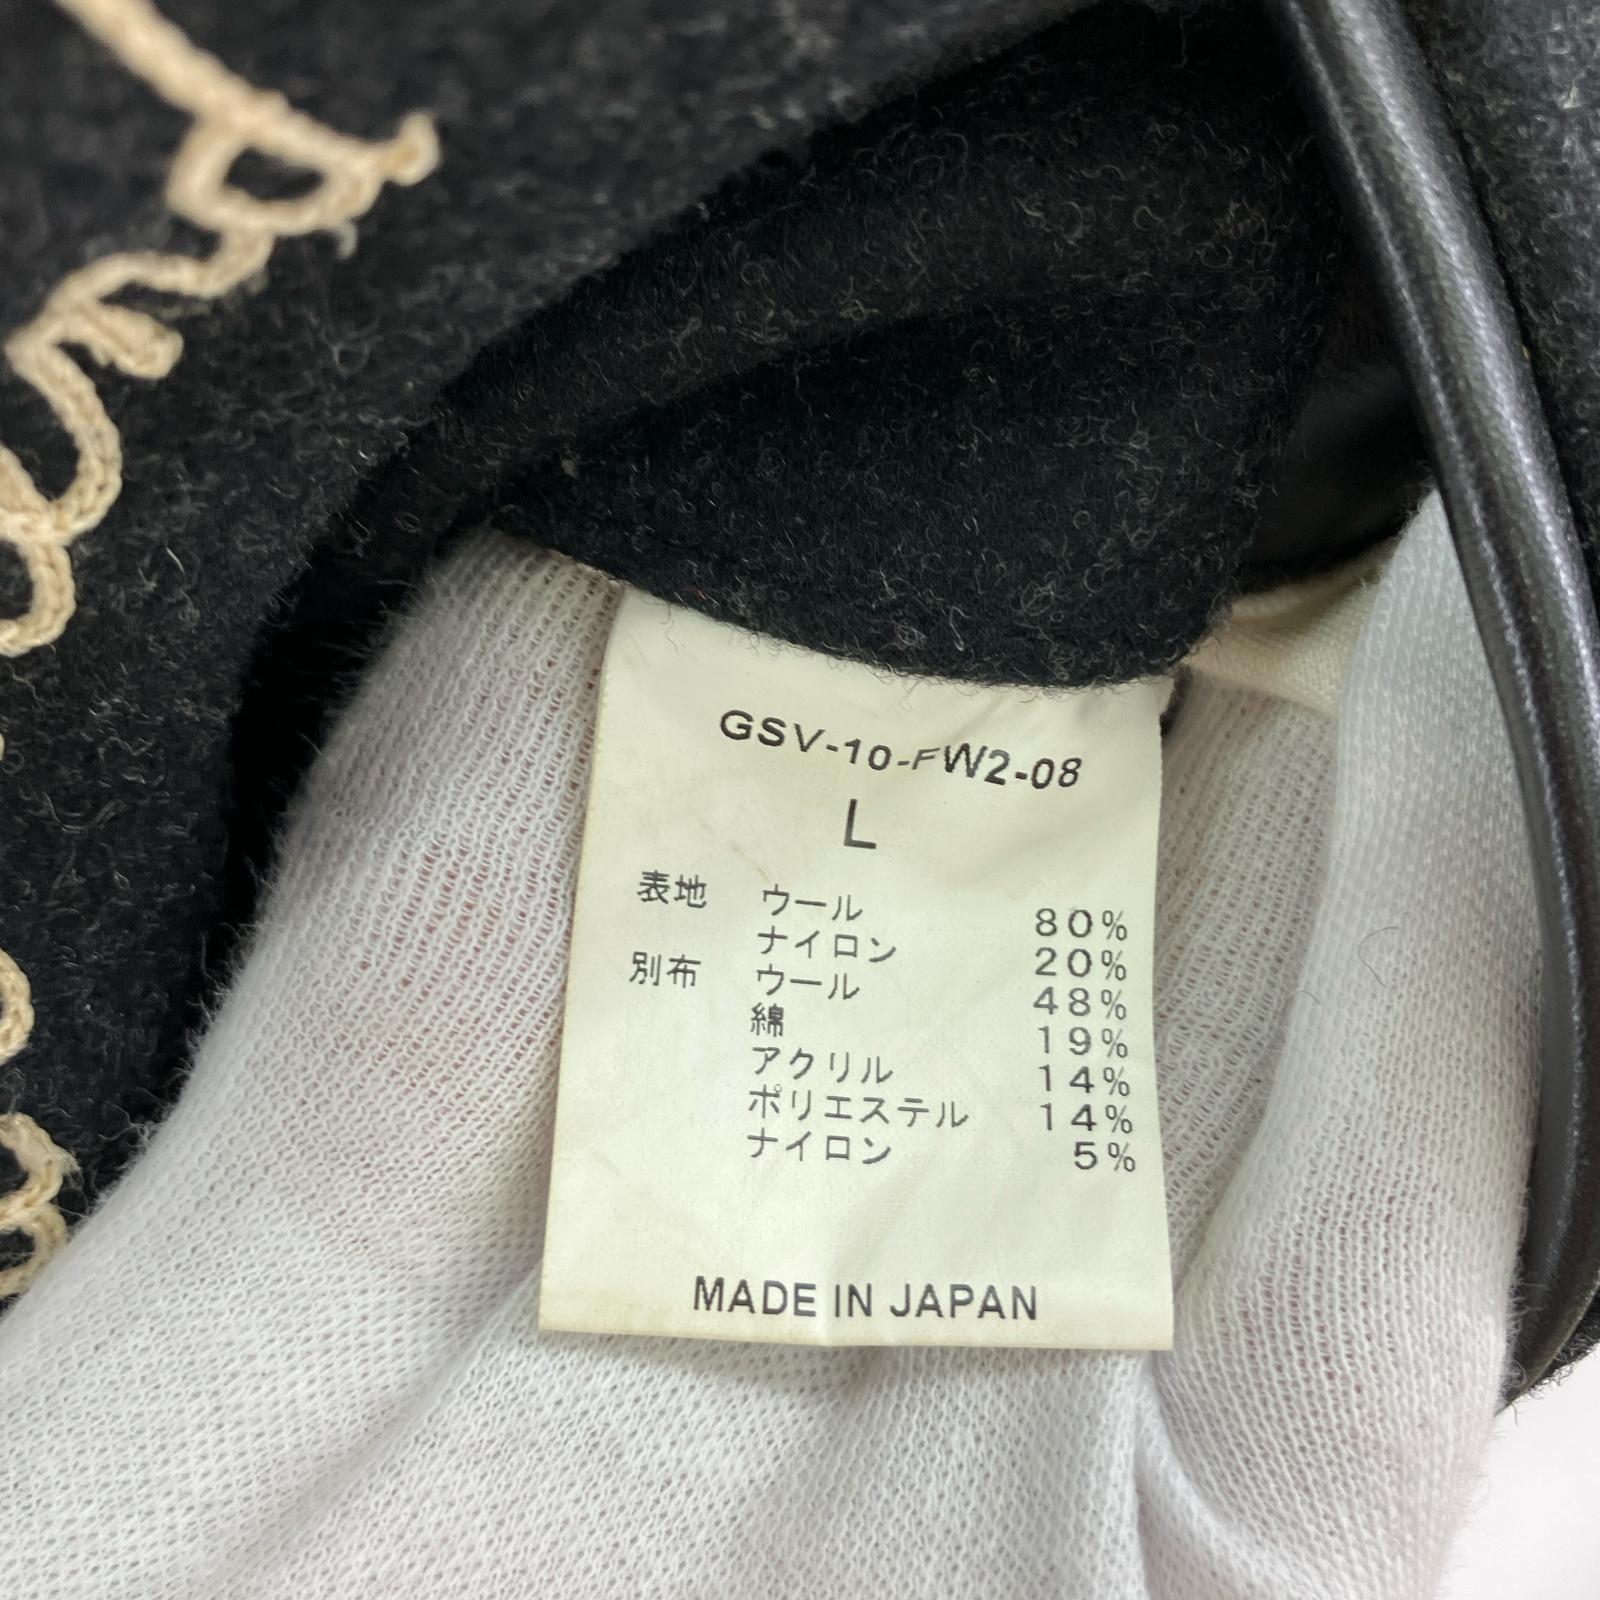 GSV-10-FW2-08
L
表地 ウール 80%
ナイロン 20%
別布 ウール 48%
綿 19%
アクリル 14%
ポリエステル 14%
ナイロン 5%
MADE IN JAPAN